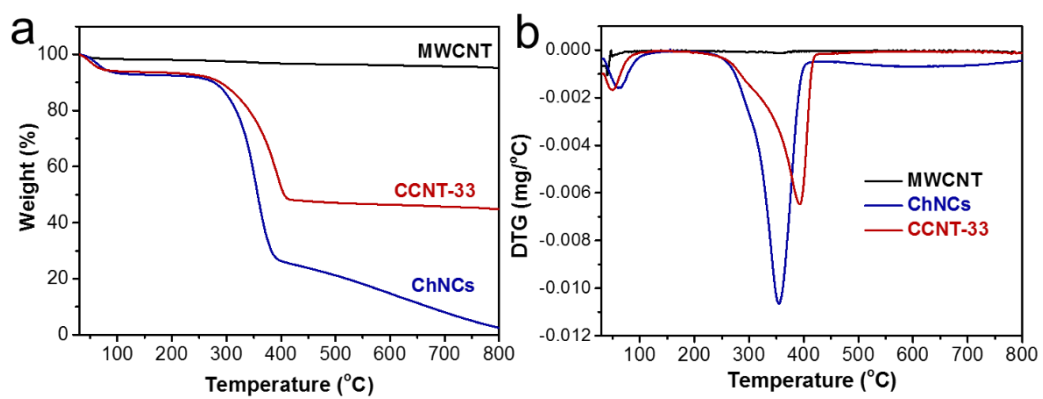 a
Weight (%)
100
80
60
40
20
0
MWCNT
CCNT-33
ChNCs
100 200 300 400 500 600 700 800
Temperature (°C)
b
DTG (mg/°C)
0.000
-0.002
-0.004
-0.006
-0.008
-0.010
-0.012
MWCNT
ChNCs
CCNT-33
100 200 300 400 500 600 700 800
Temperature (°C)